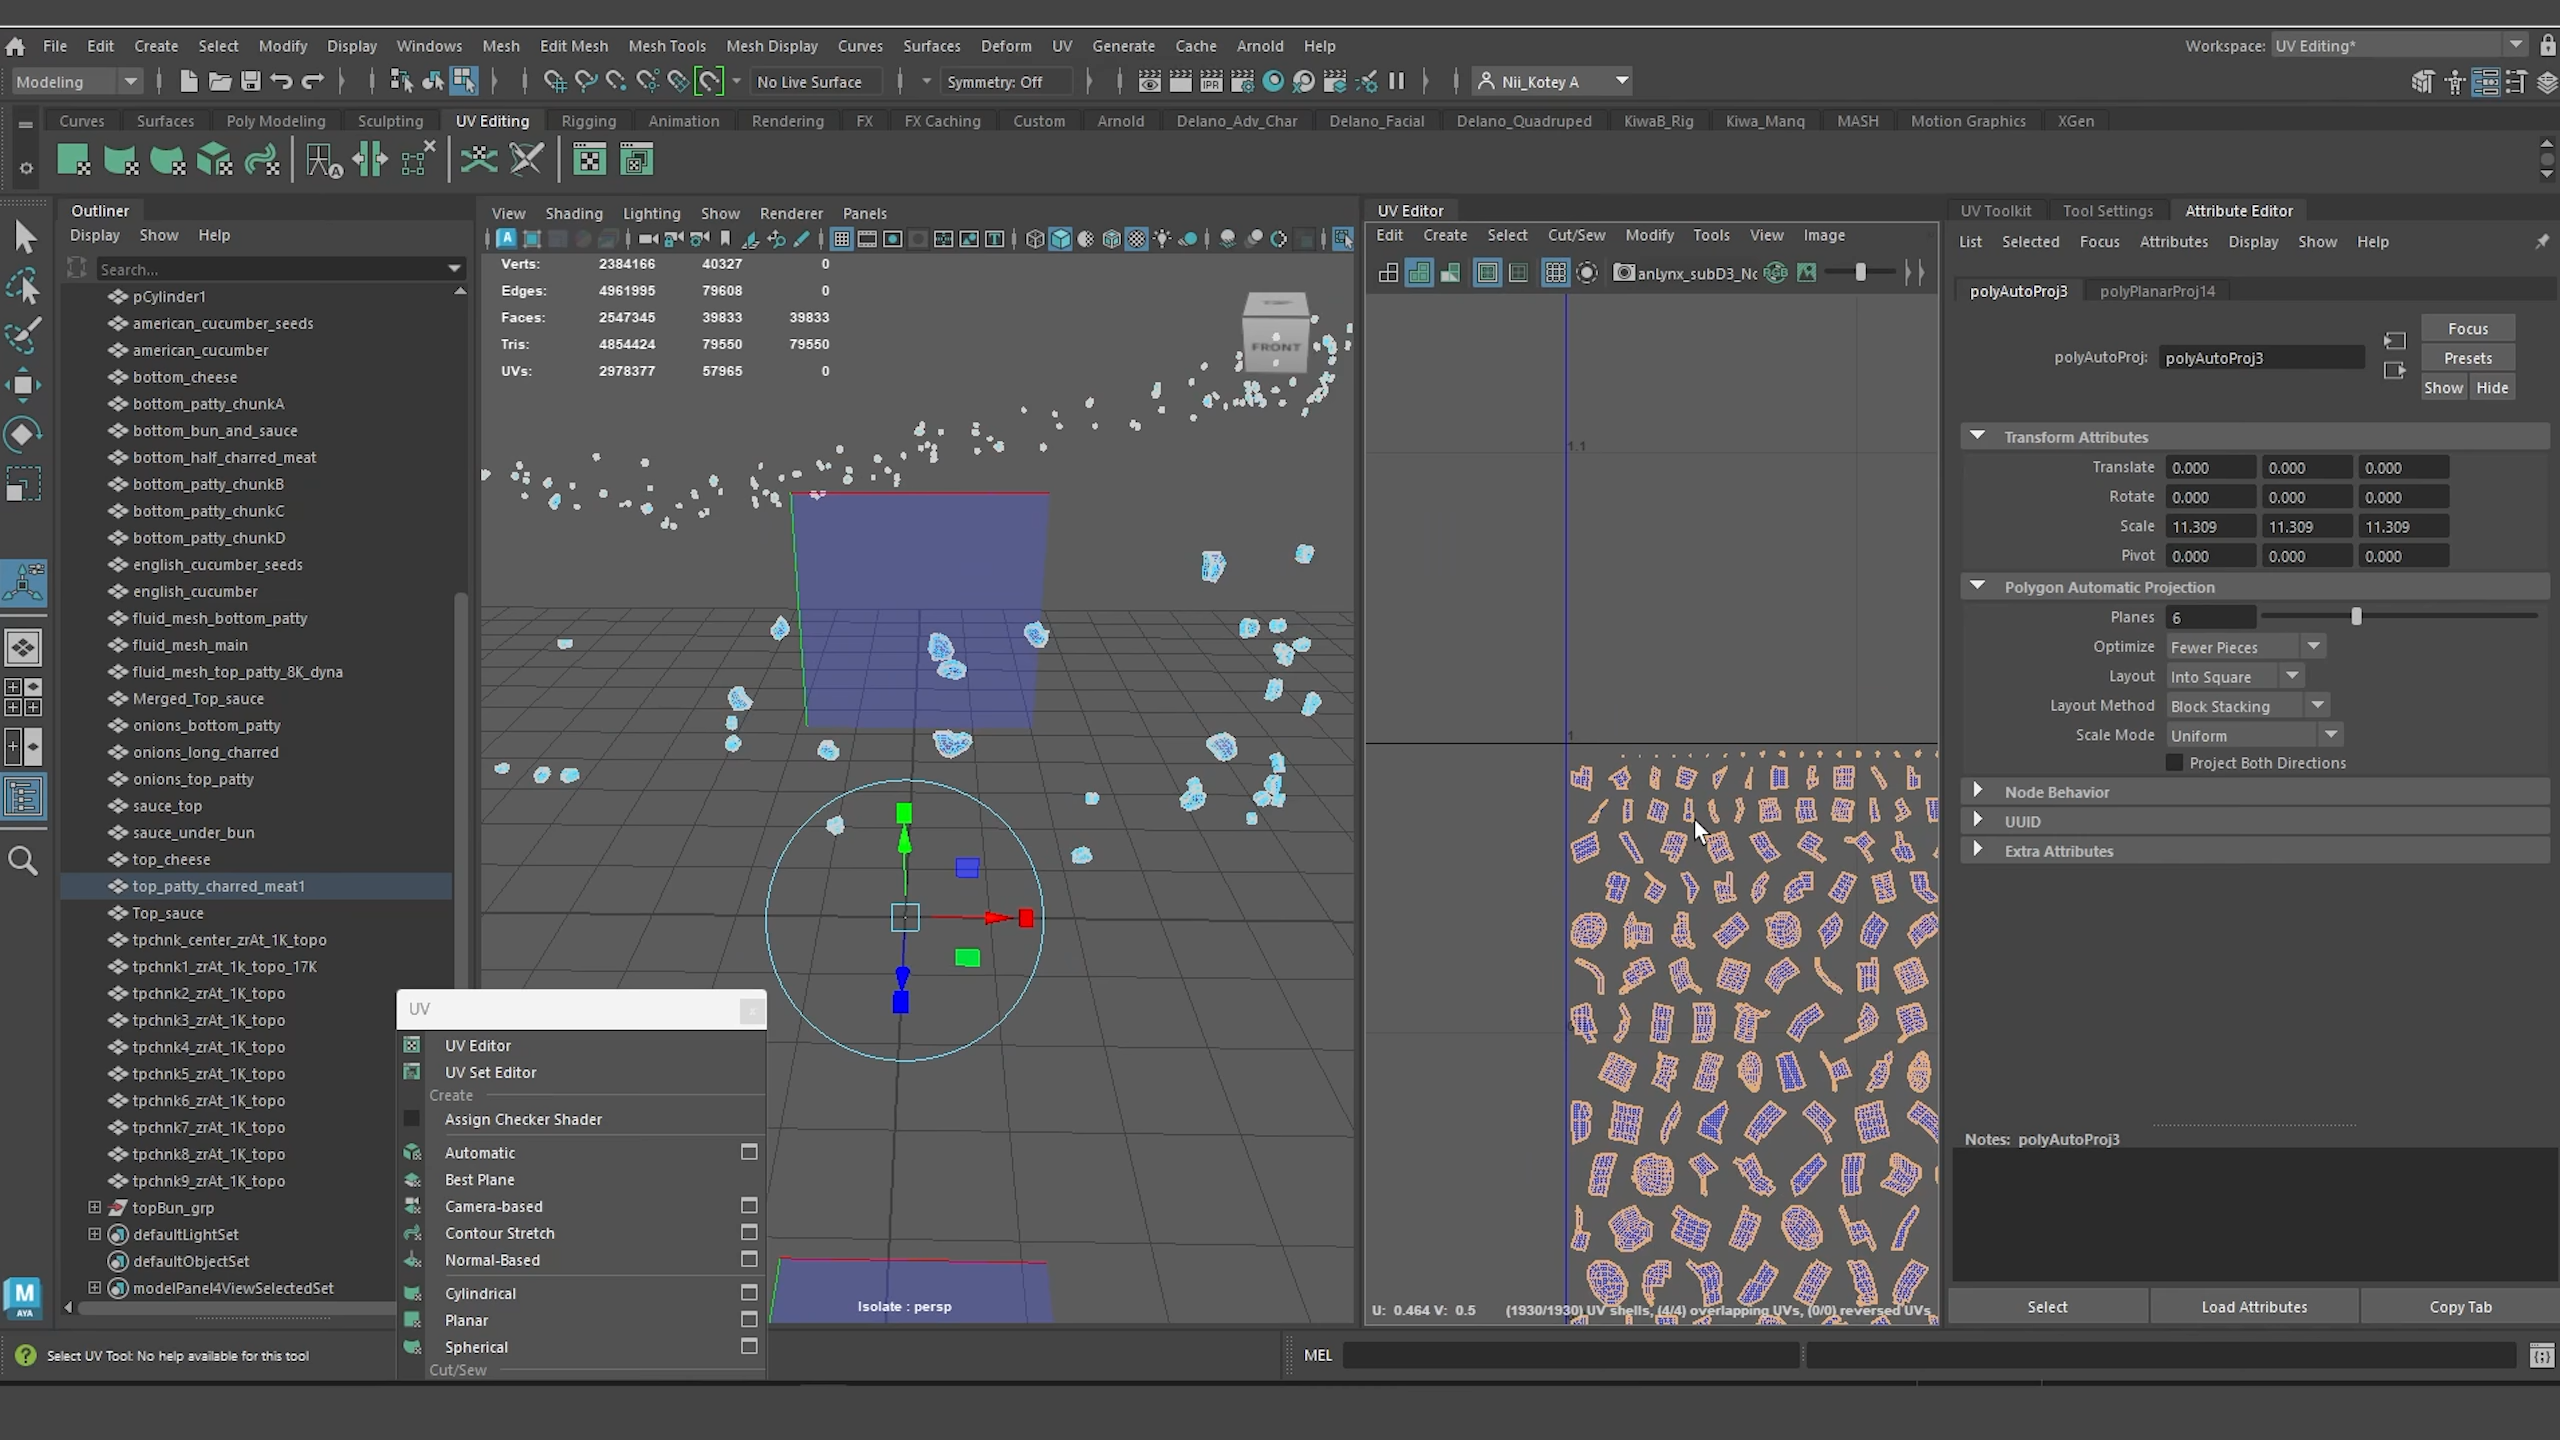 File Edit Create Select Modify Display Windows Mesh Edit Mesh Mesh Tools Mesh Display Curves Surfaces Deform UV Generate Cache Arnold Help
Workspace: UV Editing*
Modeling
No Live Surface
Symmetry: Off
IPR
Nii_Kotey A
Curves Surfaces Poly Modeling Sculpting UV Editing Rigging Animation Rendering FX FX Caching Custom Arnold Delano_Adv_Char Delano_Facial Delano_Quadruped KiwaB_Rig Kiwa_Manq MASH Motion Graphics XGen
Outliner
Display Show Help
Search...
pCylinder1
american_cucumber_seeds
american_cucumber
bottom_cheese
bottom_patty_chunkA
bottom_bun_and_sauce
bottom_half_charred_meat
bottom_patty_chunkB
bottom_patty_chunkC
bottom_patty_chunkD
english_cucumber_seeds
english_cucumber
fluid_mesh_bottom_patty
fluid_mesh_main
fluid_mesh_top_patty_8K_dyna
Merged_Top_sauce
onions_bottom_patty
onions_long_charred
onions_top_patty
sauce_top
sauce_under_bun
top_cheese
top_patty_charred_meat1
Top_sauce
tpchnk_center_zrAt_1K_topo
tpchnk1_zrAt_1k_topo_17K
tpchnk2_zrAt_1K_topo
tpchnk3_zrAt_1K_topo
tpchnk4_zrAt_1K_topo
tpchnk5_zrAt_1K_topo
tpchnk6_zrAt_1K_topo
tpchnk7_zrAt_1K_topo
tpchnk8_zrAt_1K_topo
tpchnk9_zrAt_1K_topo
topBun_grp
defaultLightSet
defaultObjectSet
modelPanel4ViewSelectedSet
M
AYA
View Shading Lighting Show Renderer Panels
Verts: 2384166 40327 0
Edges: 4961995 79608 0
Faces: 2547345 39833 39833
Tris: 4854424 79550 79550
UVs: 2978377 57965 0
TOP
FRONT
Isolate : persp
UV
UV Editor
UV Set Editor
Create
Assign Checker Shader
Automatic
Best Plane
Camera-based
Contour Stretch
Normal-Based
Cylindrical
Planar
Spherical
Cut/Sew
UV Editor
Edit Create Select Cut/Sew Modify Tools View Image
anLynx_subD3_Nc
RGB
1.1
1
U: 0.464 V: 0.5 (1930/1930) UV shells, (4/4) overlapping UVs, (0/0) reversed UVs
UV Toolkit Tool Settings Attribute Editor
List Selected Focus Attributes Display Show Help
polyAutoProj3 polyPlanarProj14
Focus
polyAutoProj: polyAutoProj3
Presets
Show Hide
Transform Attributes
Translate 0.000 0.000 0.000
Rotate 0.000 0.000 0.000
Scale 11.309 11.309 11.309
Pivot 0.000 0.000 0.000
Polygon Automatic Projection
Planes 6
Optimize Fewer Pieces
Layout Into Square
Layout Method Block Stacking
Scale Mode Uniform
Project Both Directions
Node Behavior
UUID
Extra Attributes
Notes: polyAutoProj3
Select Load Attributes Copy Tab
Select UV Tool: No help available for this tool
MEL